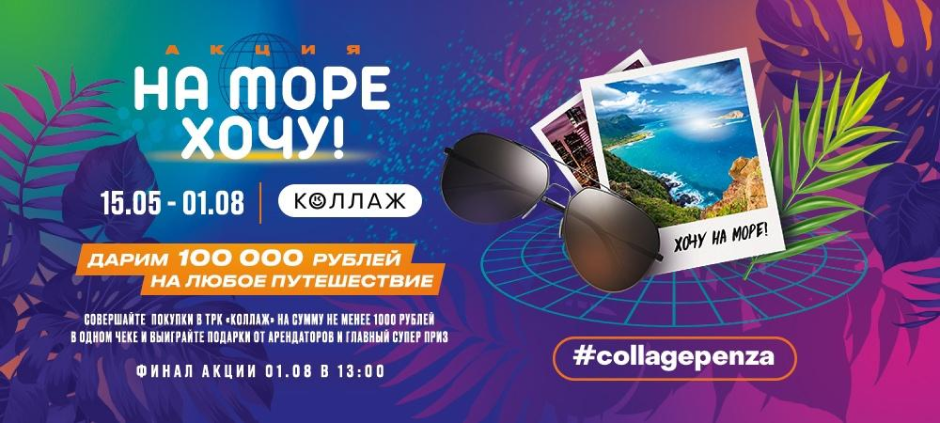 АКЦИЯ
НА МОРЕ
ХОЧУ!
15.05 - 01.08
КОЛЛАЖ
ДАРИМ 100 000 РУБЛЕЙ
НА ЛЮБОЕ ПУТЕШЕСТВИЕ
СОВЕРШАЙТЕ ПОКУПКИ В ТРК «КОЛЛАЖ» НА СУММУ НЕ МЕНЕЕ 1000 РУБЛЕЙ
В ОДНОМ ЧЕКЕ И ВЫИГРАЙТЕ ПОДАРКИ ОТ АРЕНДАТОРОВ И ГЛАВНЫЙ СУПЕР ПРИЗ
ФИНАЛ АКЦИИ 01.08 В 13:00
ХОЧУ НА МОРЕ!
#collagepenza